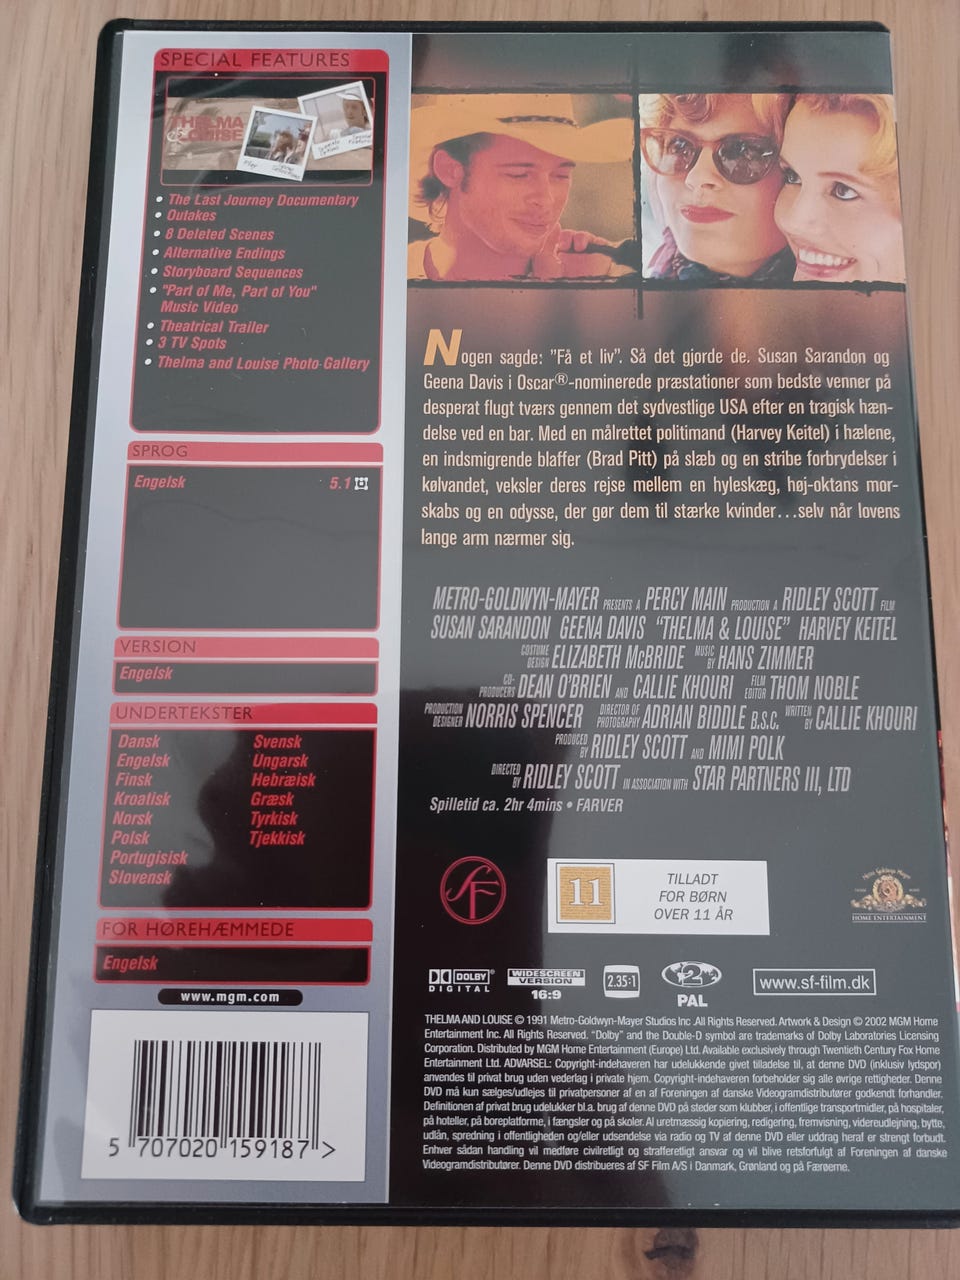 SPECIAL FEATURES
THELMA
& LOUISE
• The Last Journey Documentary
• Outakes
• 8 Deleted Scenes
• Alternative Endings
• Storyboard Sequences
• "Part of Me, Part of You"
Music Video
• Theatrical Trailer
• 3 TV Spots
• Thelma and Louise Photo-Gallery
SPROG
Engelsk 5.1
VERSION
Engelsk
UNDERTEKSTER
Dansk Svensk
Engelsk Ungarsk
Finsk Hebræisk
Kroatisk Græsk
Norsk Tyrkisk
Polsk Tjekkisk
Portugisisk
Slovensk
FOR HØREHÆMMEDE
Engelsk
www.mgm.com
5 707020 159187 >
Nogen sagde: "Få et liv". Så det gjorde de. Susan Sarandon og
Geena Davis i Oscar®-nominerede præstationer som bedste venner på
desperat flugt tværs gennem det sydvestlige USA efter en tragisk hæn-
delse ved en bar. Med en målrettet politimand (Harvey Keitel) i hælene,
en indsmigrende blaffer (Brad Pitt) på slæb og en stribe forbrydelser i
kølvandet, veksler deres rejse mellem en hyleskæg, høj-oktans mor-
skabs og en odysse, der gør dem til stærke kvinder...selv når lovens
lange arm nærmer sig.
METRO-GOLDWYN-MAYER PRESENTS A PERCY MAIN PRODUCTION A RIDLEY SCOTT FILM
SUSAN SARANDON GEENA DAVIS "THELMA & LOUISE" HARVEY KEITEL
COSTUME DESIGN ELIZABETH McBRIDE MUSIC BY HANS ZIMMER
CO-PRODUCERS DEAN O'BRIEN AND CALLIE KHOURI FILM EDITOR THOM NOBLE
PRODUCTION DESIGNER NORRIS SPENCER DIRECTOR OF PHOTOGRAPHY ADRIAN BIDDLE B.S.C. WRITTEN BY CALLIE KHOURI
PRODUCED BY RIDLEY SCOTT AND MIMI POLK
DIRECTED BY RIDLEY SCOTT IN ASSOCIATION WITH STAR PARTNERS III, LTD
Spilletid ca. 2hr 4mins • FARVER
SF
11
TILLADT
FOR BØRN
OVER 11 ÅR
Metro Goldwyn Mayer
HOME ENTERTAINMENT
DOLBY
DIGITAL
WIDESCREEN
VERSION
16:9
2.35:1
2
PAL
www.sf-film.dk
THELMA AND LOUISE © 1991 Metro-Goldwyn-Mayer Studios Inc .All Rights Reserved. Artwork & Design © 2002 MGM Home
Entertainment Inc. All Rights Reserved. "Dolby" and the Double-D symbol are trademarks of Dolby Laboratories Licensing
Corporation. Distributed by MGM Home Entertainment (Europe) Ltd. Available exclusively through Twentieth Century Fox Home
Entertainment Ltd. ADVARSEL: Copyright-indehaveren har udelukkende givet tilladelse til, at denne DVD (inklusiv lydspor)
anvendes til privat brug uden vederlag i private hjem. Copyright-indehaveren forbeholder sig alle øvrige rettigheder. Denne
DVD må kun sælges/udlejes til privatpersoner af en af Foreningen af danske Videogramdistributører godkendt forhandler.
Definitionen af privat brug udelukker bl.a. brug af denne DVD på steder som klubber, i offentlige transportmidler, på hospitaler,
på hoteller, på boreplatforme, i fængsler og på skoler. Al uretmæssig kopiering, redigering, fremvisning, videreudlejning, bytte,
udlån, spredning i offentligheden og/eller udsendelse via radio og TV af denne DVD eller uddrag heraf er strengt forbudt.
Enhver sådan handling vil medføre civilretligt og strafferetligt ansvar og vil blive retsforfulgt af Foreningen af danske
Videogramdistributører. Denne DVD distribueres af SF Film A/S i Danmark, Grønland og på Færøerne.